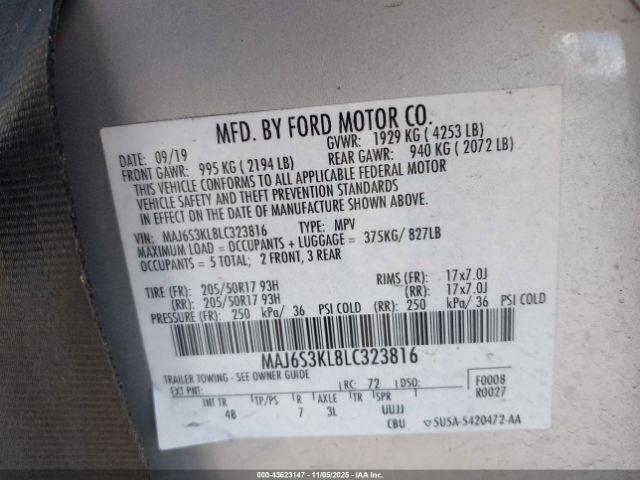 MFD. BY FORD MOTOR CO.
DATE: 09/19 GVWR: 1929 KG ( 4253 LB)
FRONT GAWR: 995 KG ( 2194 LB) REAR GAWR: 940 KG ( 2072 LB)
THIS VEHICLE CONFORMS TO ALL APPLICABLE FEDERAL MOTOR
VEHICLE SAFETY AND THEFT PREVENTION STANDARDS
IN EFFECT ON THE DATE OF MANUFACTURE SHOWN ABOVE.
VIN: MAJ6S3KL8LC323816 TYPE: MPV
MAXIMUM LOAD = OCCUPANTS + LUGGAGE = 375KG/ 827LB
OCCUPANTS = 5 TOTAL; 2 FRONT, 3 REAR
TIRE (FR): 205/50R17 93H RIMS (FR): 17x7.0J
(RR): 205/50R17 93H (RR): 17x7.0J
PRESSURE (FR): 250 kPa/ 36 PSI COLD (RR): 250 kPa/ 36 PSI COLD
MAJ6S3KL8LC323816
TRAILER TOWING - SEE OWNER GUIDE
EXT PNT: RC: 72 DSO: F0008
R0027
INT TR TP/PS R AXLE TR SPR
4B 7 3L UUJJ
CBU 5U5A-5420472-AA
© 000-43623147 - 11/05/2025 - IAAI.COM